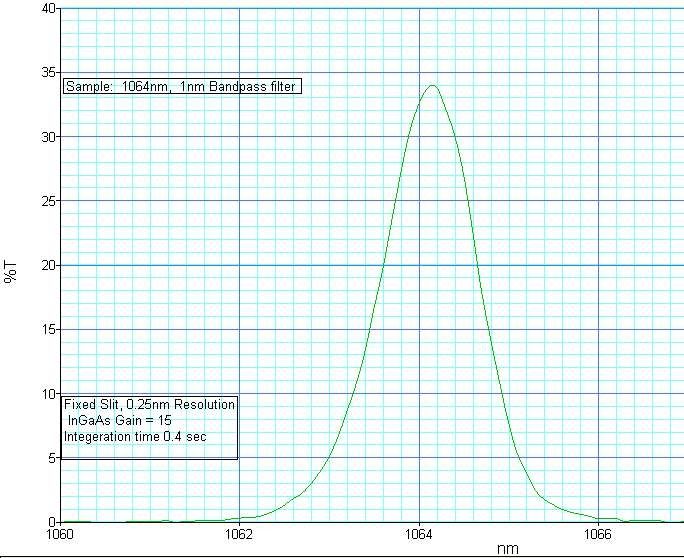 40
35
Sample: 1064nm, 1nm Bandpass filter
30
25
%T
20
15
10
Fixed Slit, 0.25nm Resolution
InGaAs Gain = 15
Integeration time 0.4 sec
5
0
1060 1062 1064 1066
nm